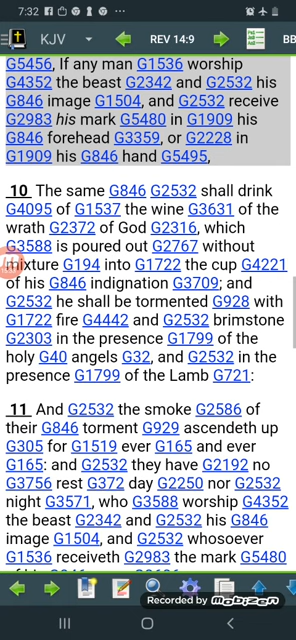 7:32
KJV REV 14:9 BB
G5456, If any man G1536 worship
G4352 the beast G2342 and G2532 his
G846 image G1504, and G2532 receive
G2983 his mark G5480 in G1909 his
G846 forehead G3359, or G2228 in
G1909 his G846 hand G5495,
10 The same G846 G2532 shall drink
G4095 of G1537 the wine G3631 of the
wrath G2372 of God G2316, which
G3588 is poured out G2767 without
mixture G194 into G1722 the cup G4221
of his G846 indignation G3709; and
G2532 he shall be tormented G928 with
G1722 fire G4442 and G2532 brimstone
G2303 in the presence G1799 of the
holy G40 angels G32, and G2532 in the
presence G1799 of the Lamb G721:
11 And G2532 the smoke G2586 of
their G846 torment G929 ascendeth up
G305 for G1519 ever G165 and ever
G165: and G2532 they have G2192 no
G3756 rest G372 day G2250 nor G2532
night G3571, who G3588 worship G4352
the beast G2342 and G2532 his G846
image G1504, and G2532 whosoever
G1536 receiveth G2983 the mark G5480
Recorded by mobizen